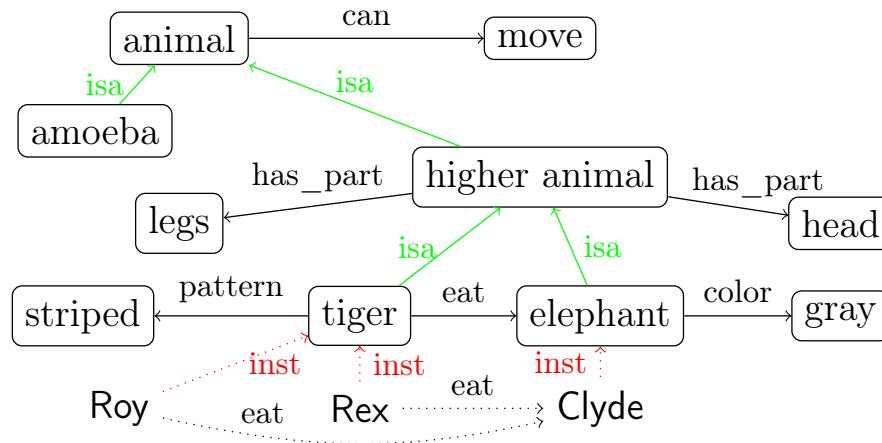 can
animal
move
isa
isa
amoeba
has_part
higher animal
has_part
legs
head
isa
isa
pattern
eat
color
striped
tiger
elephant
gray
inst
inst
inst
Roy
eat
Rex
eat
Clyde